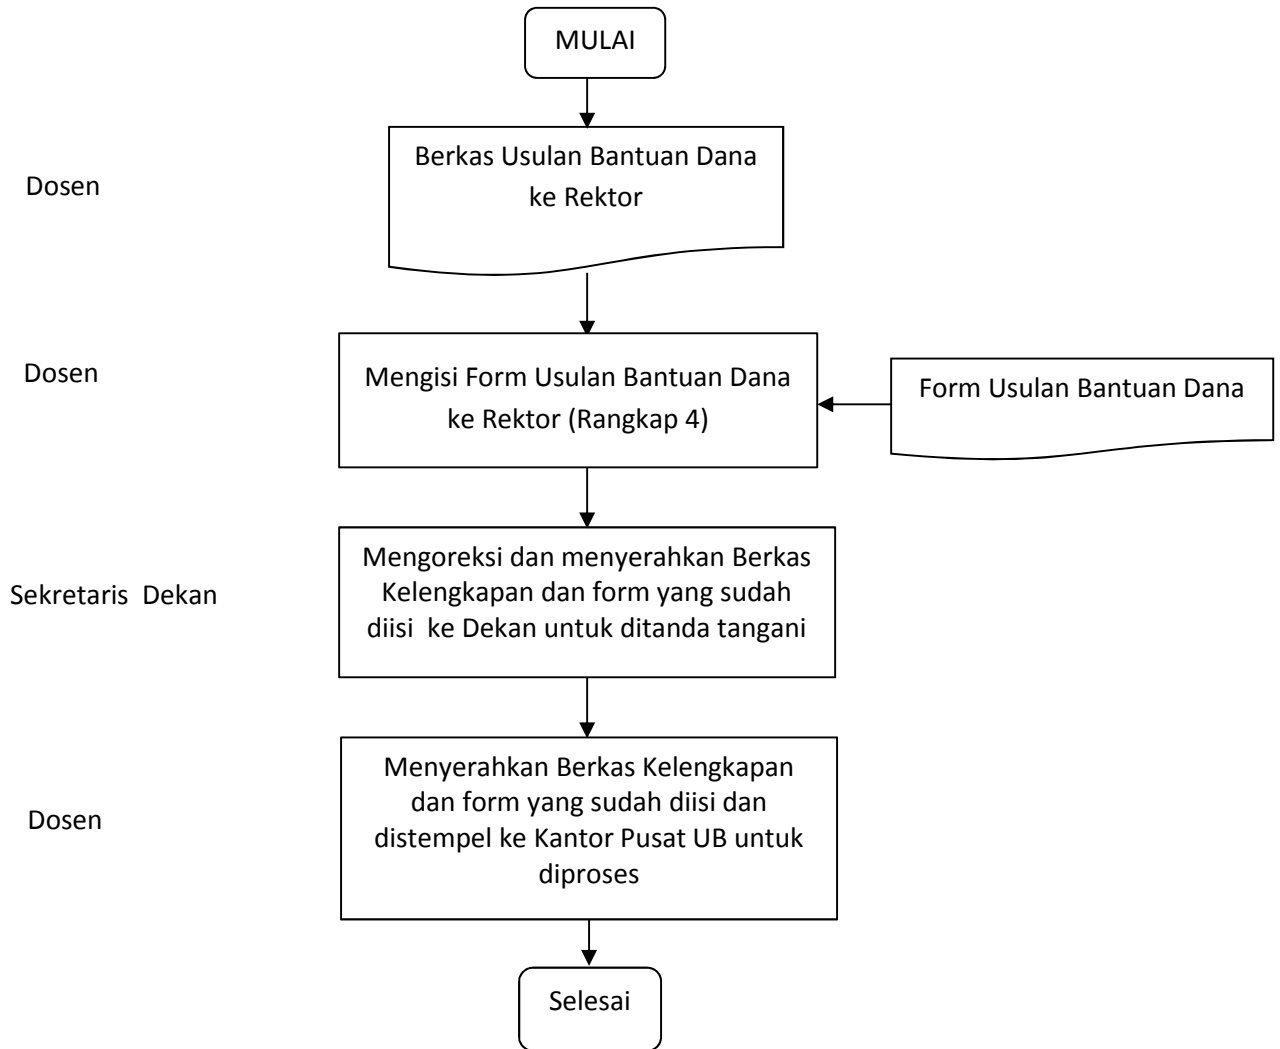 MULAI
Dosen
Berkas Usulan Bantuan Dana
ke Rektor
Dosen
Mengisi Form Usulan Bantuan Dana
ke Rektor (Rangkap 4)
Form Usulan Bantuan Dana
Sekretaris Dekan
Mengoreksi dan menyerahkan Berkas
Kelengkapan dan form yang sudah
diisi ke Dekan untuk ditanda tangani
Dosen
Menyerahkan Berkas Kelengkapan
dan form yang sudah diisi dan
distempel ke Kantor Pusat UB untuk
diproses
Selesai